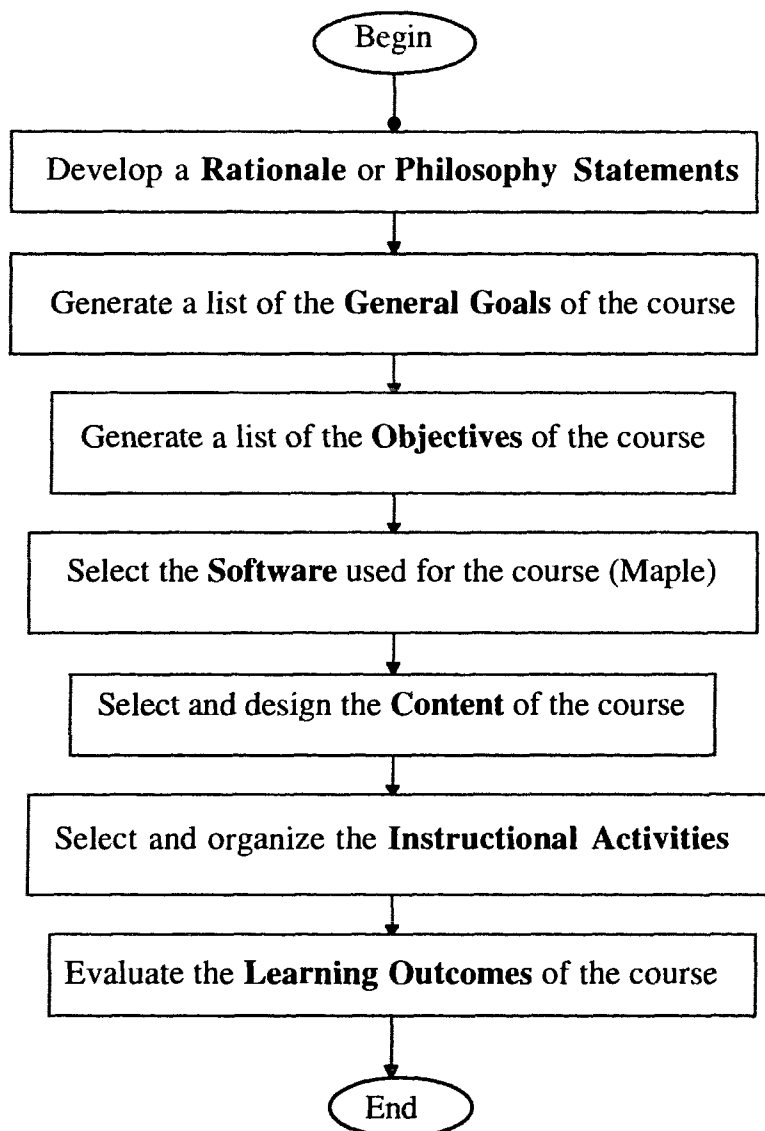 Begin
Develop a Rationale or Philosophy Statements
Generate a list of the General Goals of the course
Generate a list of the Objectives of the course
Select the Software used for the course (Maple)
Select and design the Content of the course
Select and organize the Instructional Activities
Evaluate the Learning Outcomes of the course
End